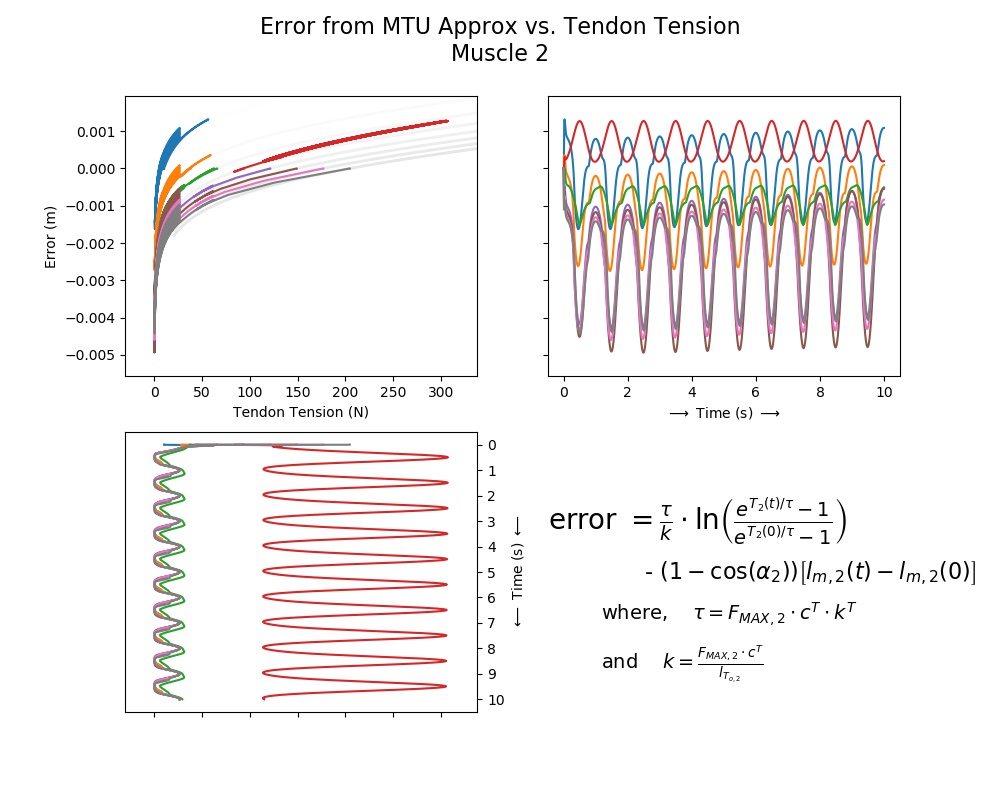 Error from MTU Approx vs. Tendon Tension
Muscle 2
0.001
0.000
−0.001
−0.002
−0.003
−0.004
−0.005
Error (m)
0 50 100 150 200 250 300
Tendon Tension (N)
0 2 4 6 8 10
⟶ Time (s) ⟶
0
1
2
3
4
5
6
7
8
9
10
⟵ Time (s) ⟵
error = τ/k · ln((e^{T_2(t)/τ} − 1)/(e^{T_2(0)/τ} − 1))
- (1 − cos(α_2))[l_{m,2}(t) − l_{m,2}(0)]
where, τ = F_{MAX,2} · c^T · k^T
and k = (F_{MAX,2} · c^T)/l_{T_{o,2}}